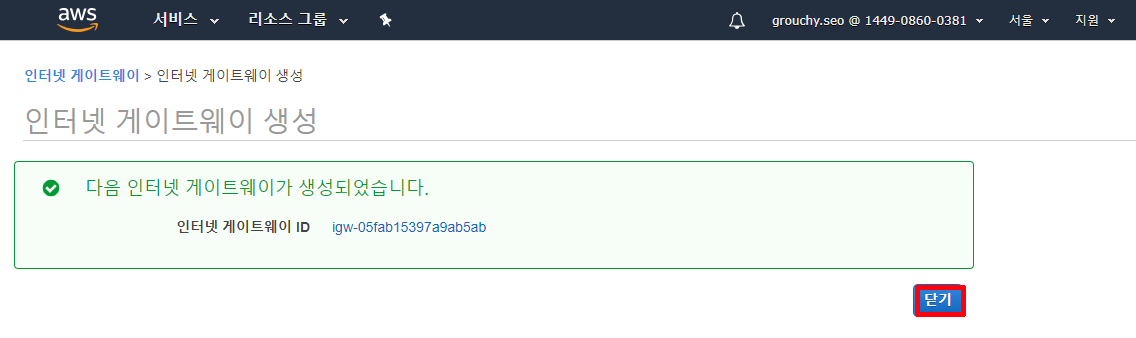 aws 서비스 리소스 그룹 grouchy.seo @ 1449-0860-0381 서울 지원
인터넷 게이트웨이 > 인터넷 게이트웨이 생성
인터넷 게이트웨이 생성
다음 인터넷 게이트웨이가 생성되었습니다.
인터넷 게이트웨이 ID igw-05fab15397a9ab5ab
닫기